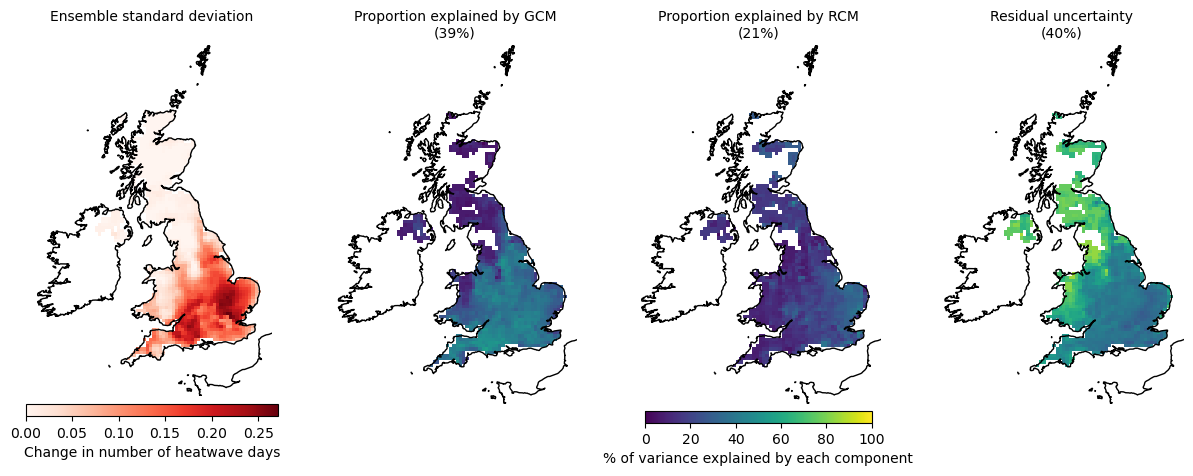 Ensemble standard deviation
Proportion explained by GCM
(39%)
Proportion explained by RCM
(21%)
Residual uncertainty
(40%)
0.00 0.05 0.10 0.15 0.20 0.25
Change in number of heatwave days
0 20 40 60 80 100
% of variance explained by each component